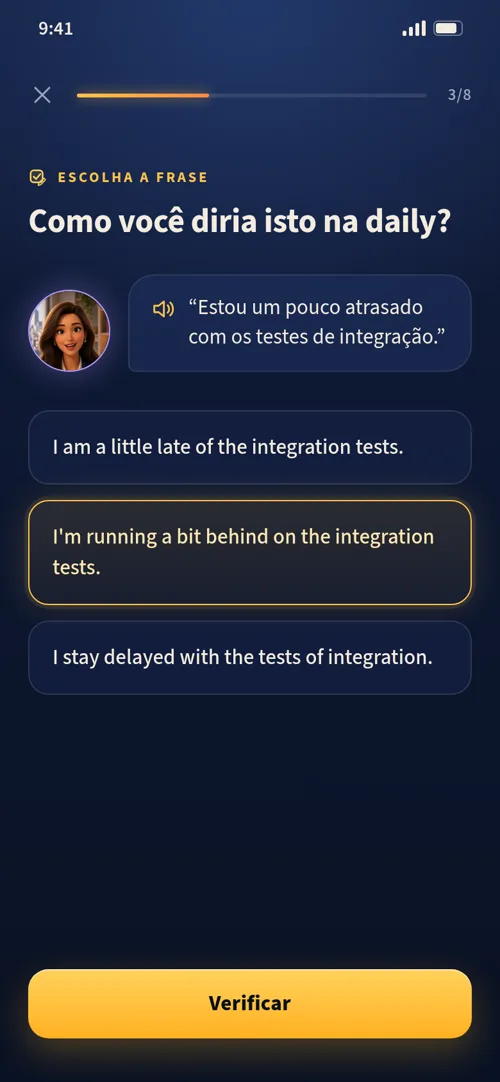 9:41
3/8
ESCOLHA A FRASE
Como você diria isto na daily?
“Estou um pouco atrasado
com os testes de integração.”
I am a little late of the integration tests.
I'm running a bit behind on the integration
tests.
I stay delayed with the tests of integration.
Verificar